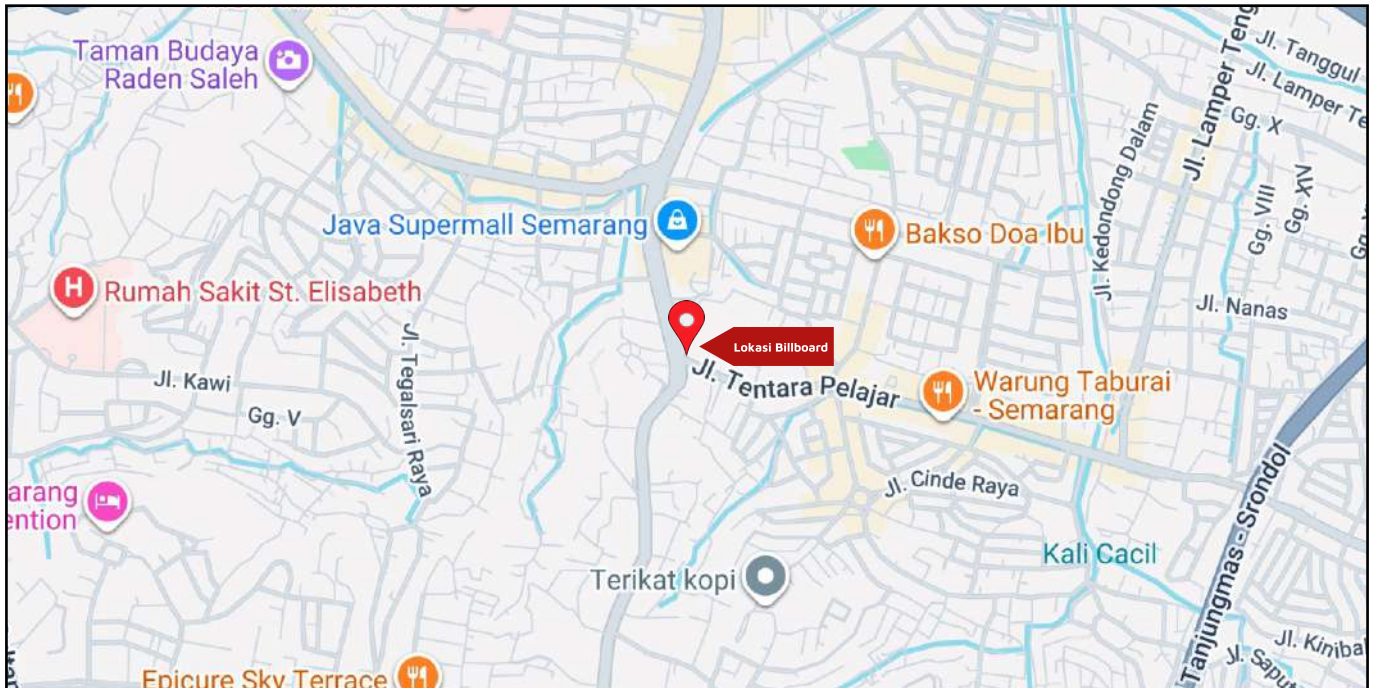 Taman Budaya
Raden Saleh
Jl. Tanggul
Jl. Lamper Te
Jl. Lamper Teng
Gg. X
Gg. XIV
Gg. VIII
Jl. Kedondong Dalam
Java Supermall Semarang
Bakso Doa Ibu
Rumah Sakit St. Elisabeth
Jl. Nanas
Lokasi Billboard
Jl. Tentara Pelajar
Warung Taburai
- Semarang
Jl. Kawi
Gg. V
Jl. Tegalsari Raya
Jl. Cinde Raya
arang
ention
Kali Cacil
Terikat kopi
Tanjungmas - Srondol
Jl. Kiniba
Jl. Saput
Epicure Sky Terrace